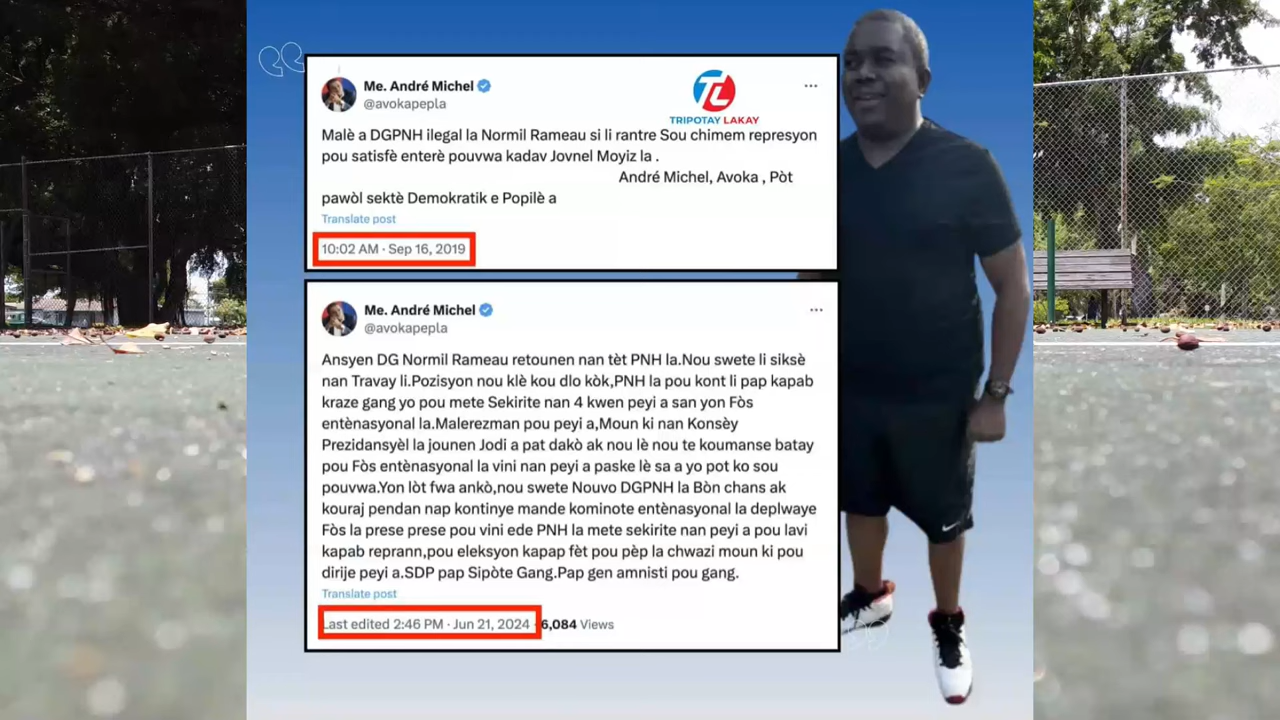 Me. André Michel
@avokapepla
TL
TRIPOTAY LAKAY
Malè a DGPNH ilegal la Normil Rameau si li rantre Sou chimem represyon
pou satisfè enterè pouvwa kadav Jovnel Moyiz la .
André Michel, Avoka , Pòt
pawòl sektè Demokratik e Popilè a
Translate post
10:02 AM · Sep 16, 2019
Me. André Michel
@avokapepla
Ansyen DG Normil Rameau retounen nan tèt PNH la.Nou swete li siksè
nan Travay li.Pozisyon nou klè kou dlo kòk,PNH la pou kont li pap kapab
kraze gang yo pou mete Sekirite nan 4 kwen peyi a san yon Fòs
entènasyonal la.Malerezman pou peyi a,Moun ki nan Konsèy
Prezidansyèl la jounen Jodi a pat dakò ak nou lè nou te koumanse batay
pou Fòs entènasyonal la vini nan peyi a paske lè sa a yo pot ko sou
pouvwa.Yon lòt fwa ankò,nou swete Nouvo DGPNH la Bòn chans ak
kouraj pendan nap kontinye mande kominote entènasyonal la deplwaye
Fòs la prese prese pou vini ede PNH la mete sekirite nan peyi a pou lavi
kapab reprann,pou eleksyon kapap fèt pou pèp la chwazi moun ki pou
dirije peyi a.SDP pap Sipòte Gang.Pap gen amnisti pou gang.
Translate post
Last edited 2:46 PM · Jun 21, 2024 · 6,084 Views